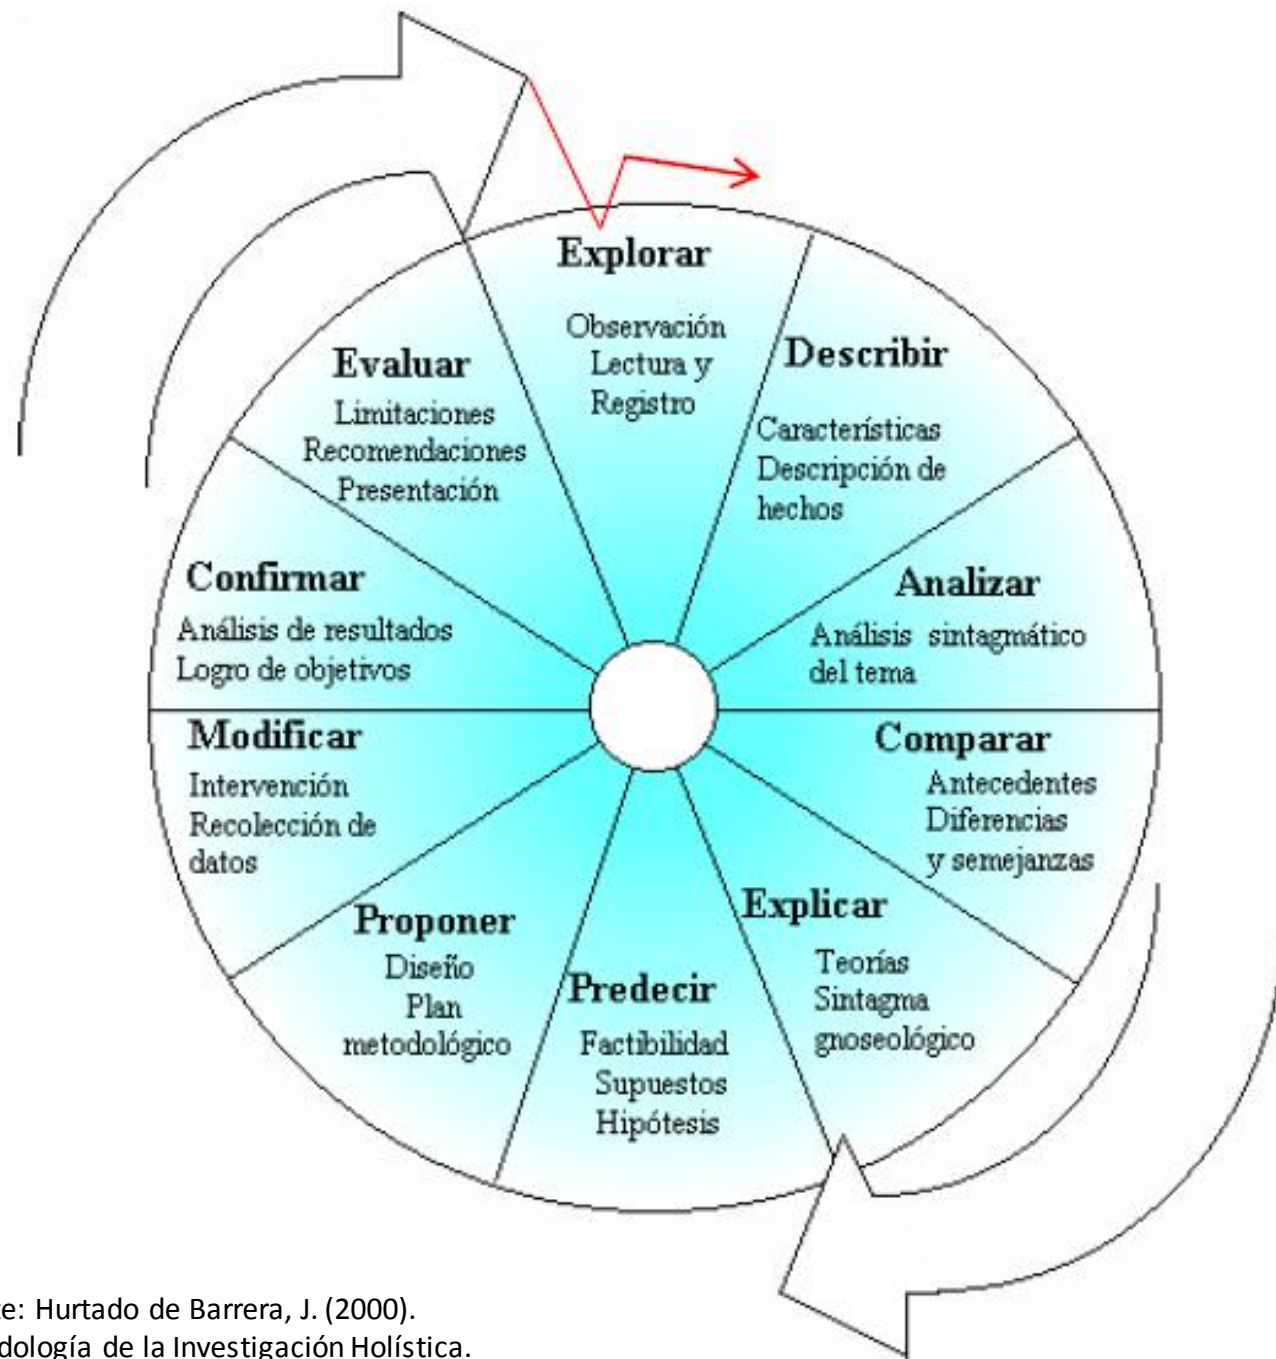 Explorar
Observación
Lectura y
Registro
Describir
Características
Descripción de
hechos
Analizar
Análisis sintagmático
del tema
Comparar
Antecedentes
Diferencias
y semejanzas
Explicar
Teorías
Sintagma
gnoseológico
Predecir
Factibilidad
Supuestos
Hipótesis
Proponer
Diseño
Plan
metodológico
Modificar
Intervención
Recolección de
datos
Confirmar
Análisis de resultados
Logro de objetivos
Evaluar
Limitaciones
Recomendaciones
Presentación
: Hurtado de Barrera, J. (2000).
de la Investigación Holística.